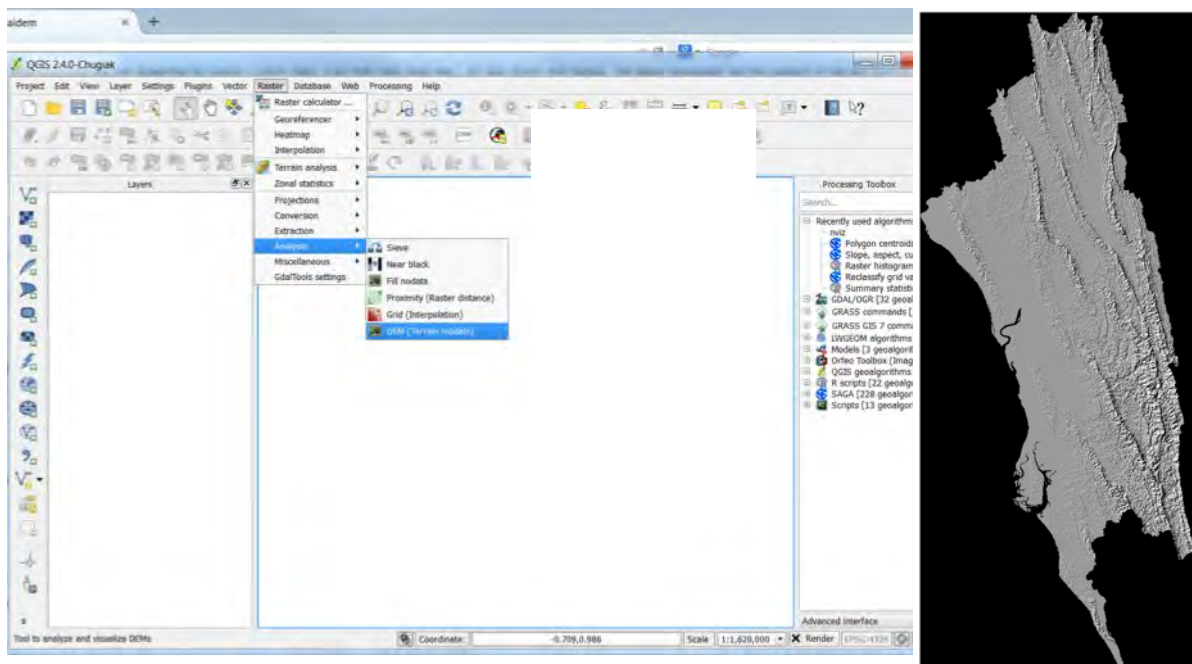 aidem
QGIS 2.4.0-Chugiak
Project Edit View Layer Settings Plugins Vector Raster Database Web Processing Help
Raster calculator ...
Georeferencer
Heatmap
Interpolation
Terrain analysis
Zonal statistics
Projections
Conversion
Extraction
Analysis
Miscellaneous
GdalTools settings
Sieve
Near black
Fill nodata
Proximity (Raster distance)
Grid (Interpolation)
DEM (Terrain models)
Layers
Processing Toolbox
Search...
Recently used algorithms
nviz
Polygon centroids
Slope, aspect, cu
Raster histogram
Reclassify grid va
Summary statisti
GDAL/OGR [32 geoal
GRASS commands [
GRASS GIS 7 comm
LWGEOM algorithms
Models [3 geoalgorit
Orfeo Toolbox (Imag
QGIS geoalgorithms
R scripts [22 geoalgo
SAGA [228 geoalgor
Scripts [13 geoalgor
Advanced interface
Tool to analyze and visualize DEMs
Coordinate: -0.709,0.986 Scale 1:1,620,000 Render EPSG:4326